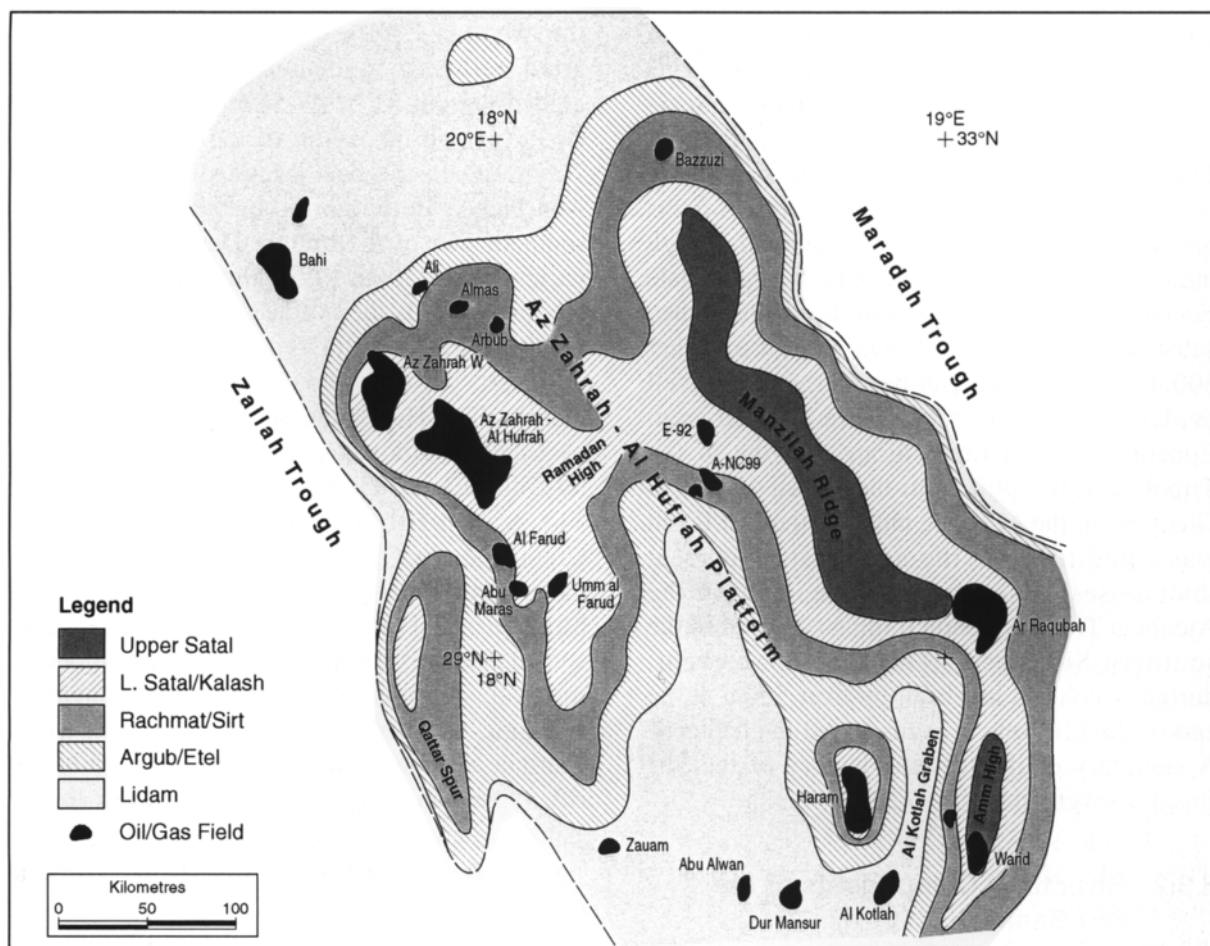 18°N
20°E
19°E
33°N
Bazzuzi
Maradah Trough
Bahi
Ali
Almas
Arbub
Az Zahrah W
Az Zahrah - Al Hufrah Platform
Zallah Trough
Az Zahrah -
Al Hufrah
Ramadan
High
E-92
A-NC99
Manzilah Ridge
Al Farud
Abu
Maras
Umm al
Farud
Ar Raqubah
29°N
18°N
Qattar Spur
Haram
Al Kotlah Graben
Amm High
Warid
Zauam
Abu Alwan
Dur Mansur
Al Kotlah
Legend
Upper Satal
L. Satal/Kalash
Rachmat/Sirt
Argub/Etel
Lidam
Oil/Gas Field
Kilometres
0 50 100